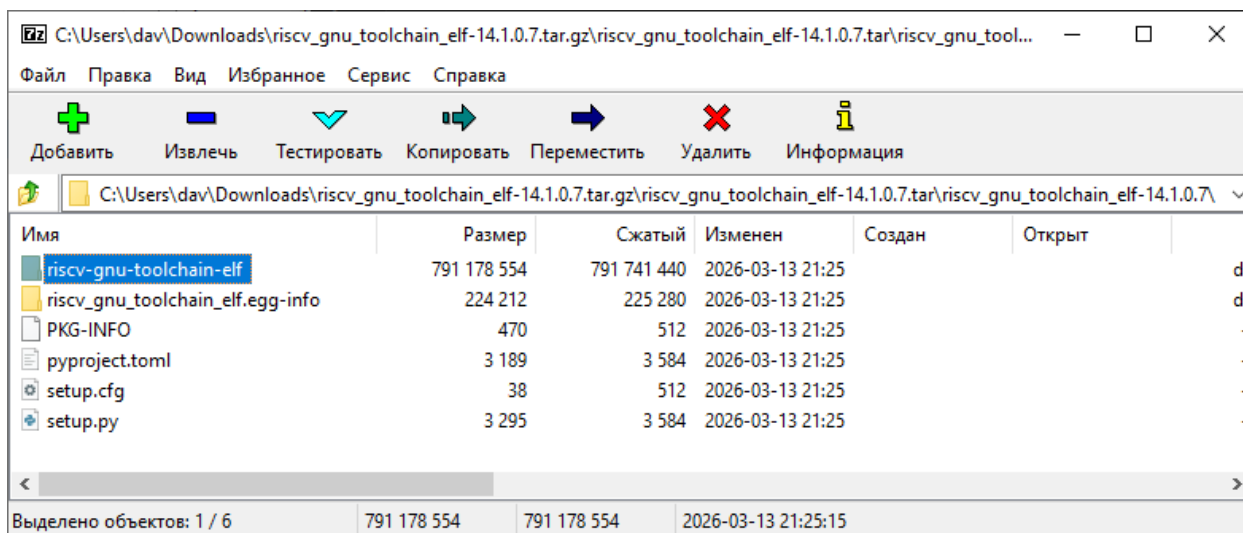 C:\Users\dav\Downloads\riscv_gnu_toolchain_elf-14.1.0.7.tar.gz\riscv_gnu_toolchain_elf-14.1.0.7.tar\riscv_gnu_tool...
Файл Правка Вид Избранное Сервис Справка
Добавить Извлечь Тестировать Копировать Переместить Удалить Информация
C:\Users\dav\Downloads\riscv_gnu_toolchain_elf-14.1.0.7.tar.gz\riscv_gnu_toolchain_elf-14.1.0.7.tar\riscv_gnu_toolchain_elf-14.1.0.7\
Имя Размер Сжатый Изменен Создан Открыт
riscv-gnu-toolchain-elf 791 178 554 791 741 440 2026-03-13 21:25
riscv_gnu_toolchain_elf.egg-info 224 212 225 280 2026-03-13 21:25
PKG-INFO 470 512 2026-03-13 21:25
pyproject.toml 3 189 3 584 2026-03-13 21:25
setup.cfg 38 512 2026-03-13 21:25
setup.py 3 295 3 584 2026-03-13 21:25
Выделено объектов: 1 / 6 791 178 554 791 178 554 2026-03-13 21:25:15